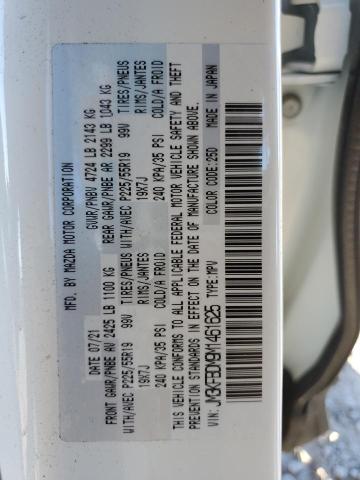 MFD. BY MAZDA MOTOR CORPORATION
DATE 07/21 GVWR/PNBV 4724 LB 2143 KG
FRONT GAWR/PNBE AV 2425 LB 1100 KG REAR GAWR/PNBE AR 2299 LB 1043 KG
WITH/AVEC P225/55R19 99V TIRES/PNEUS WITH/AVEC P225/55R19 99V TIRES/PNEUS
19X7J RIMS/JANTES 19X7J RIMS/JANTES
240 KPA/35 PSI COLD/A FROID 240 KPA/35 PSI COLD/A FROID
THIS VEHICLE CONFORMS TO ALL APPLICABLE FEDERAL MOTOR VEHICLE SAFETY AND THEFT
PREVENTION STANDARDS IN EFFECT ON THE DATE OF MANUFACTURE SHOWN ABOVE.
JM3KFBDM9M1461625 TYPE:MPV COLOR CODE:25D MADE IN JAPAN